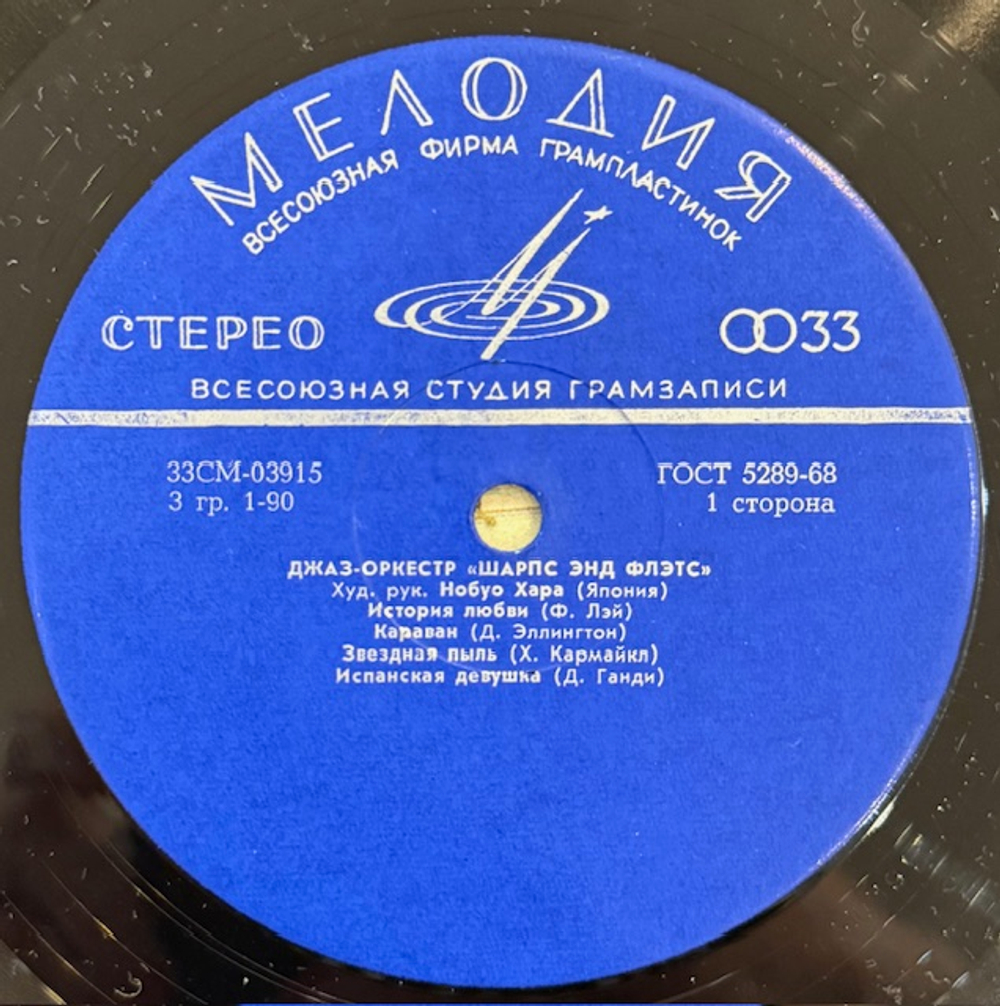 МЕЛОДИЯ
ВСЕСОЮЗНАЯ ФИРМА ГРАМПЛАСТИНОК
СТЕРЕО
33
ВСЕСОЮЗНАЯ СТУДИЯ ГРАМЗАПИСИ
33СМ-03915
ГОСТ 5289-68
3 гр. 1-90
1 сторона
ДЖАЗ-ОРКЕСТР «ШАРПС ЭНД ФЛЭТС»
Худ. рук. Нобуо Хара (Япония)
История любви (Ф. Лэй)
Караван (Д. Эллингтон)
Звездная пыль (Х. Кармайкл)
Испанская девушка (Д. Ганди)